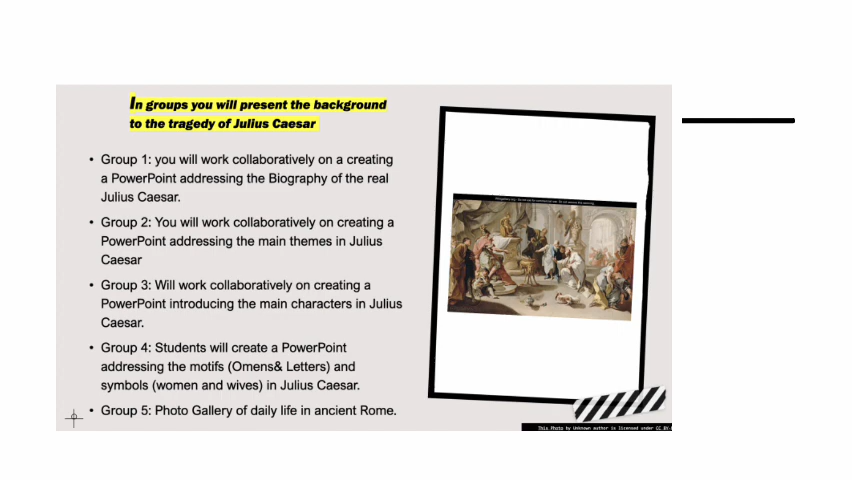 In groups you will present the background
to the tragedy of Julius Caesar
• Group 1: you will work collaboratively on a creating
a PowerPoint addressing the Biography of the real
Julius Caesar.
• Group 2: You will work collaboratively on creating a
PowerPoint addressing the main themes in Julius
Caesar
• Group 3: Will work collaboratively on creating a
PowerPoint introducing the main characters in Julius
Caesar.
• Group 4: Students will create a PowerPoint
addressing the motifs (Omens& Letters) and
symbols (women and wives) in Julius Caesar.
• Group 5: Photo Gallery of daily life in ancient Rome.
This Photo by Unknown author is licensed under CC BY-